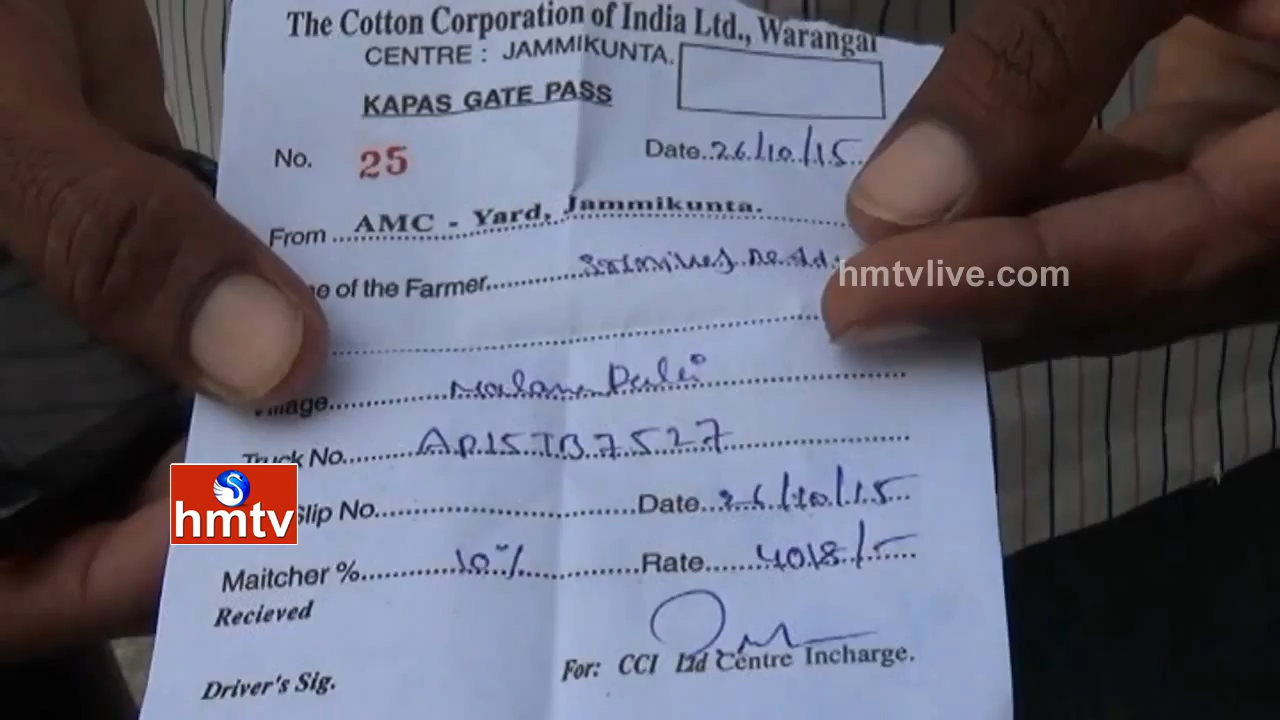 The Cotton Corporation of India Ltd., Warangal
CENTRE : JAMMIKUNTA.
KAPAS GATE PASS
No. 25 Date..26/10/15
From ....AMC - Yard, Jammikunta.
e of the Farmer.......... Reddy
hmtvlive.com
Village..........
Truck No..........AP15TB7527
Slip No..........Date...26/10/15...
hmtv
Maitcher %..........10%..........Rate..........4018/5
Recieved
For: CCI Ltd Centre Incharge.
Driver's Sig.